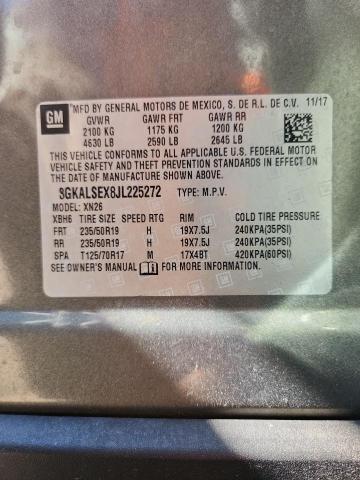 GM
MFD BY GENERAL MOTORS DE MEXICO, S. DE R.L. DE C.V. 11/17
GVWR GAWR FRT GAWR RR
2100 KG 1175 KG 1200 KG
4630 LB 2590 LB 2645 LB
THIS VEHICLE CONFORMS TO ALL APPLICABLE U.S. FEDERAL MOTOR
VEHICLE SAFETY AND THEFT PREVENTION STANDARDS IN
EFFECT ON THE DATE OF MANUFACTURE SHOWN ABOVE.
3GKALSEX8JL225272 TYPE: M.P.V.
MODEL: XN26
XBH6 TIRE SIZE SPEED RTG RIM COLD TIRE PRESSURE
FRT 235/50R19 H 19X7.5J 240KPA(35PSI)
RR 235/50R19 H 19X7.5J 240KPA(35PSI)
SPA T125/70R17 M 17X4BT 420KPA(60PSI)
SEE OWNER'S MANUAL FOR MORE INFORMATION.